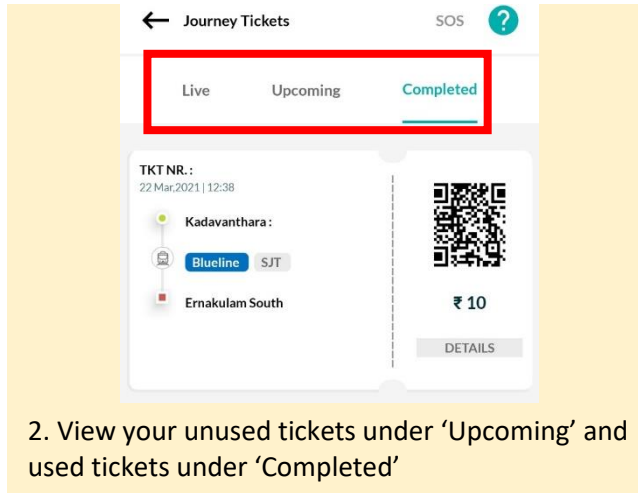 Journey Tickets SOS ?
Live Upcoming Completed
TKT NR. :
22 Mar,2021 | 12:38
Kadavanthara :
Blueline SJT
Ernakulam South
₹ 10
DETAILS
2. View your unused tickets under ‘Upcoming’ and
used tickets under ‘Completed’